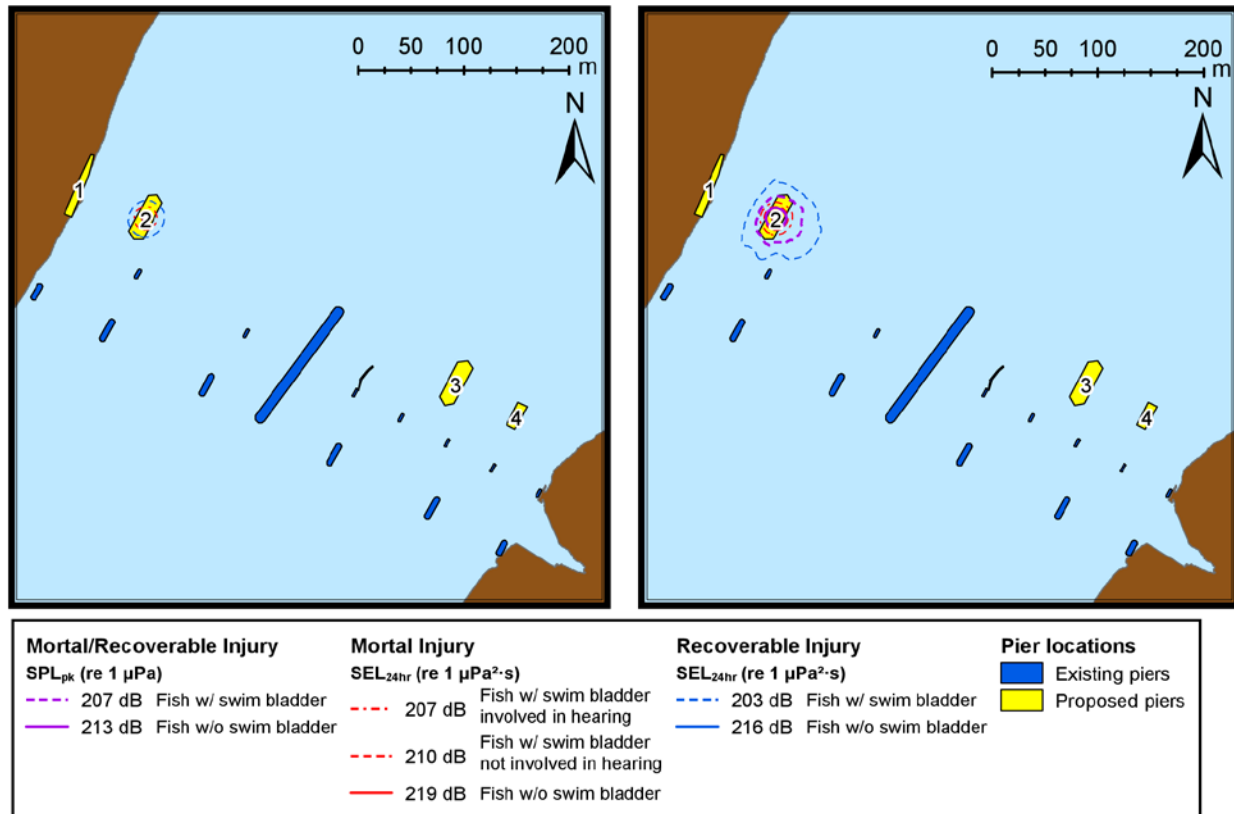 0 50 100 200
m
N
1
2
3
4
0 50 100 200
m
N
1
2
3
4
Mortal/Recoverable Injury
SPLpk (re 1 µPa)
207 dB Fish w/ swim bladder
213 dB Fish w/o swim bladder
Mortal Injury
SEL24hr (re 1 µPa²·s)
207 dB Fish w/ swim bladder
involved in hearing
210 dB Fish w/ swim bladder
not involved in hearing
219 dB Fish w/o swim bladder
Recoverable Injury
SEL24hr (re 1 µPa²·s)
203 dB Fish w/ swim bladder
216 dB Fish w/o swim bladder
Pier locations
Existing piers
Proposed piers